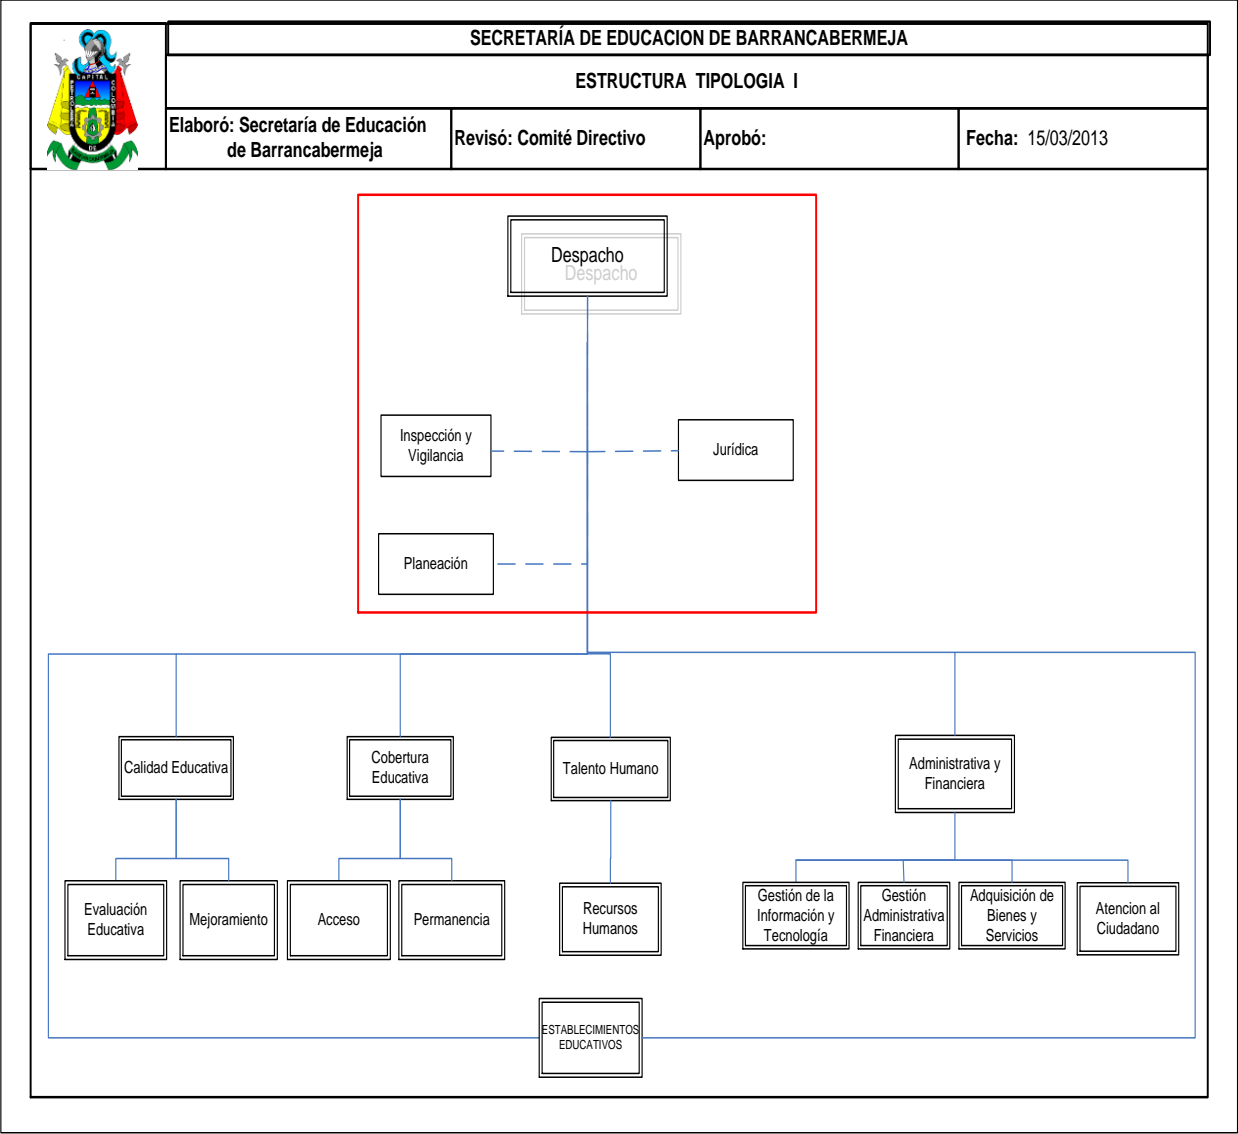 SECRETARÍA DE EDUCACION DE BARRANCABERMEJA
ESTRUCTURA TIPOLOGIA I
Elaboró: Secretaría de Educación
de Barrancabermeja
Revisó: Comité Directivo
Aprobó:
Fecha: 15/03/2013
CAPITAL
Despacho
Despacho
Inspección y
Vigilancia
Jurídica
Planeación
Calidad Educativa
Cobertura
Educativa
Talento Humano
Administrativa y
Financiera
Evaluación
Educativa
Mejoramiento
Acceso
Permanencia
Recursos
Humanos
Gestión de la
Información y
Tecnología
Gestión
Administrativa
Financiera
Adquisición de
Bienes y
Servicios
Atencion al
Ciudadano
ESTABLECIMIENTOS
EDUCATIVOS